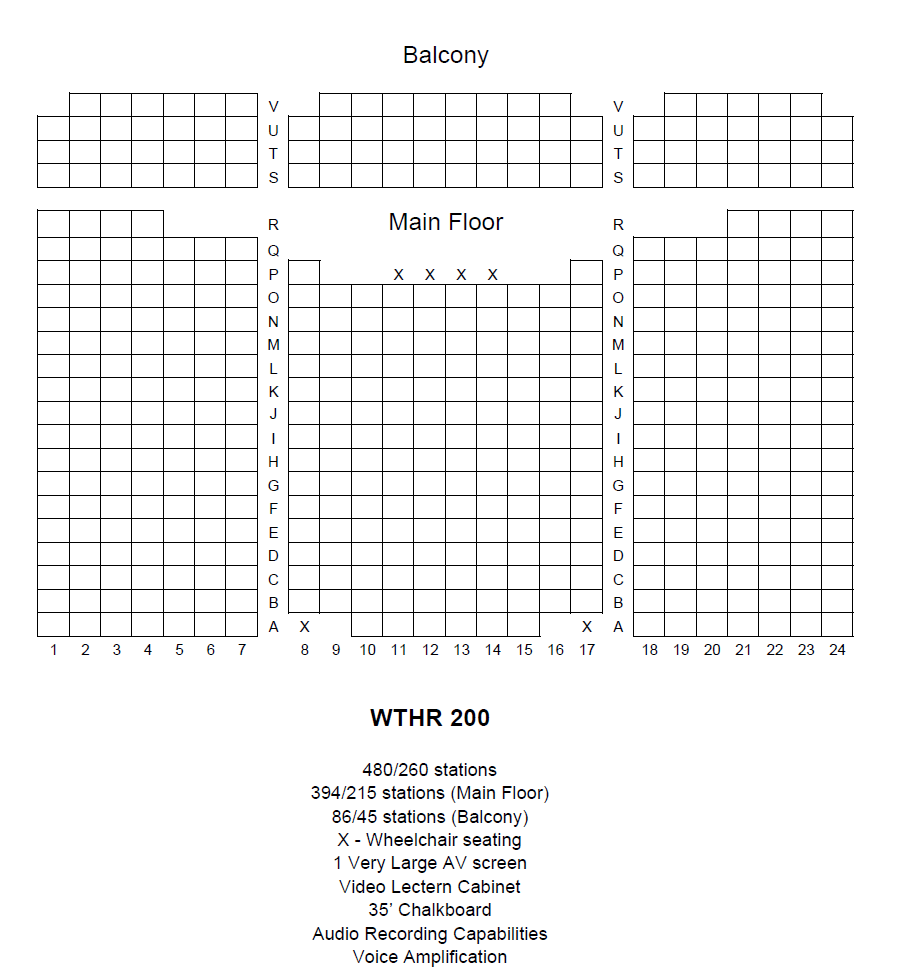 Balcony
V V
U U
T T
S S
R Main Floor R
Q Q
P X X X X P
O O
N N
M M
L L
K K
J J
I I
H H
G G
F F
E E
D D
C C
B B
A X X A
1 2 3 4 5 6 7 8 9 10 11 12 13 14 15 16 17 18 19 20 21 22 23 24
WTHR 200
480/260 stations
394/215 stations (Main Floor)
86/45 stations (Balcony)
X - Wheelchair seating
1 Very Large AV screen
Video Lectern Cabinet
35’ Chalkboard
Audio Recording Capabilities
Voice Amplification